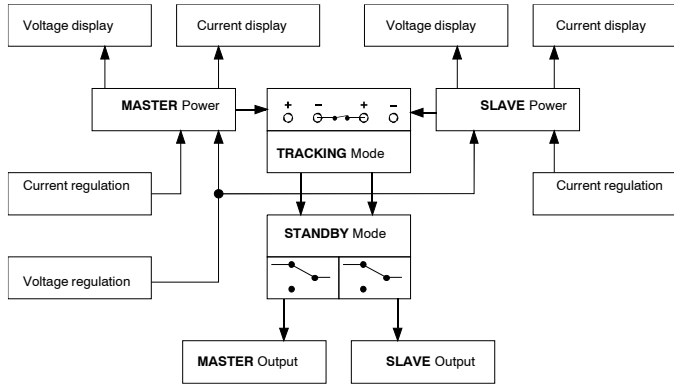 Voltage display
Current display
Voltage display
Current display
MASTER Power
+ − + −
SLAVE Power
TRACKING Mode
Current regulation
Current regulation
STANDBY Mode
Voltage regulation
MASTER Output
SLAVE Output